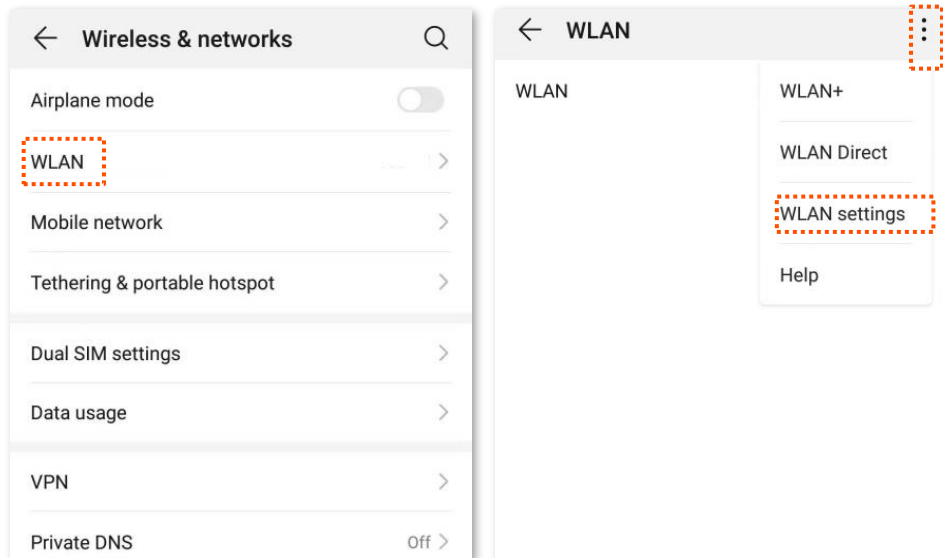 Wireless & networks
Airplane mode
WLAN
Mobile network
Tethering & portable hotspot
Dual SIM settings
Data usage
VPN
Private DNS Off
WLAN
WLAN
WLAN+
WLAN Direct
WLAN settings
Help